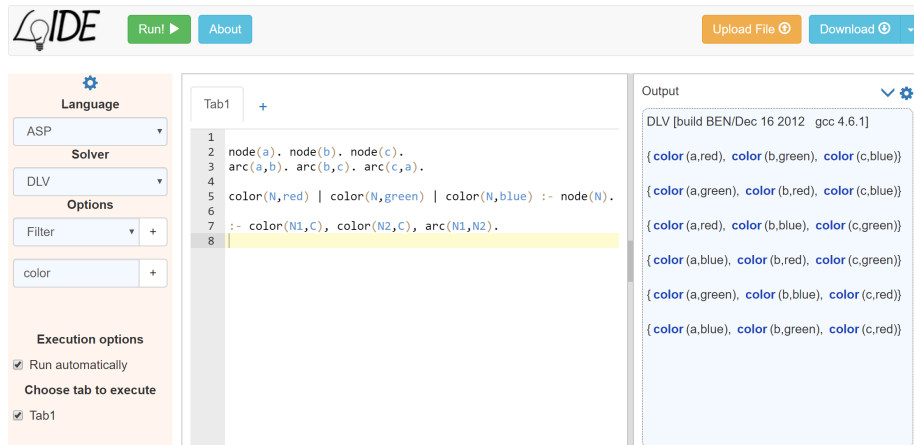 LoIDE
Run!
About
Upload File
Download
Language
ASP
Solver
DLV
Options
Filter
+
color
+
Execution options
Run automatically
Choose tab to execute
Tab1
Tab1
+
1
2 node(a). node(b). node(c).
3 arc(a,b). arc(b,c). arc(c,a).
4
5 color(N,red) | color(N,green) | color(N,blue) :- node(N).
6
7 :- color(N1,C), color(N2,C), arc(N1,N2).
8
Output
DLV [build BEN/Dec 16 2012 gcc 4.6.1]
{color(a,red), color(b,green), color(c,blue)}
{color(a,green), color(b,red), color(c,blue)}
{color(a,red), color(b,blue), color(c,green)}
{color(a,blue), color(b,red), color(c,green)}
{color(a,green), color(b,blue), color(c,red)}
{color(a,blue), color(b,green), color(c,red)}